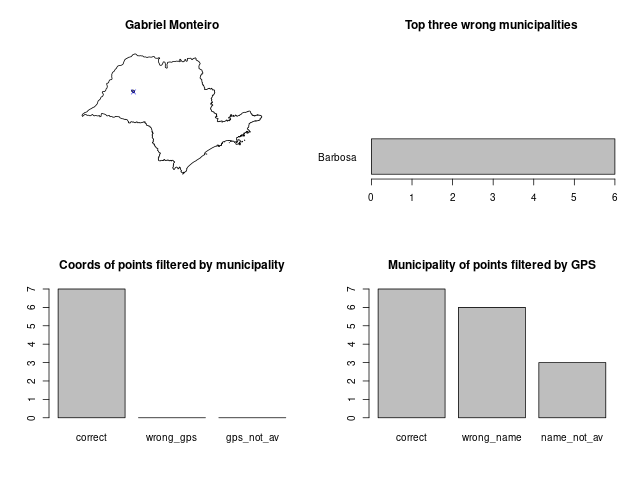 Gabriel Monteiro
Top three wrong municipalities
Barbosa
0 1 2 3 4 5 6
Coords of points filtered by municipality
0 1 2 3 4 5 6 7
correct wrong_gps gps_not_av
Municipality of points filtered by GPS
0 1 2 3 4 5 6 7
correct wrong_name name_not_av